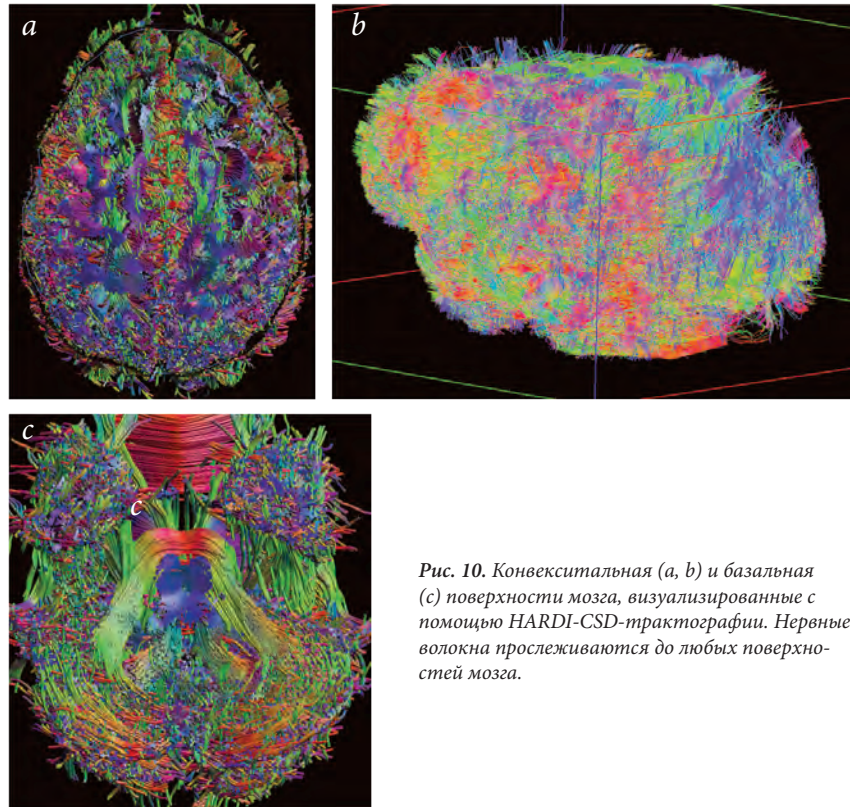 a
b
c
c
Рис. 10. Конвекситальная (a, b) и базальная
(c) поверхности мозга, визуализированные с
помощью HARDI-CSD-трактографии. Нервные
волокна прослеживаются до любых поверхно-
стей мозга.